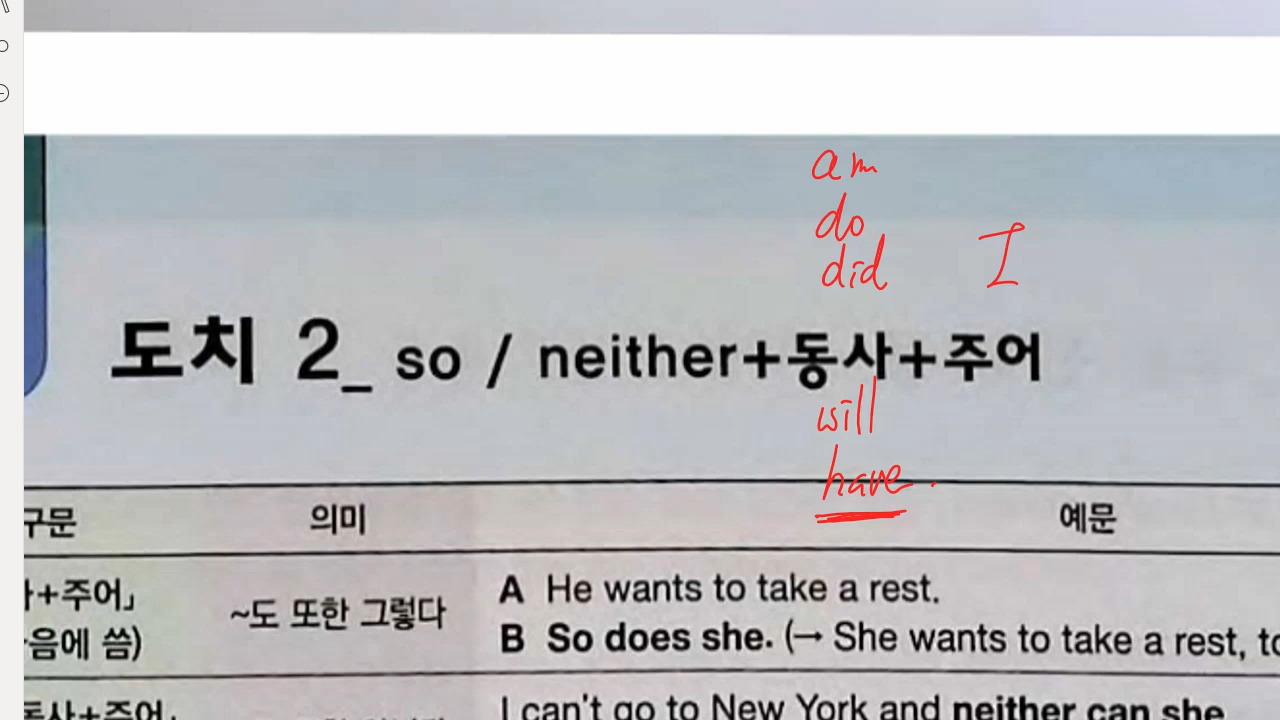 am
do
did I
도치 2_ so / neither+동사+주어
will
have.
구문 의미 예문
+주어」 ~도 또한 그렇다 A He wants to take a rest.
음에 씀) B So does she. (→ She wants to take a rest, to
동사+주어」 I can't go to New York and neither can she